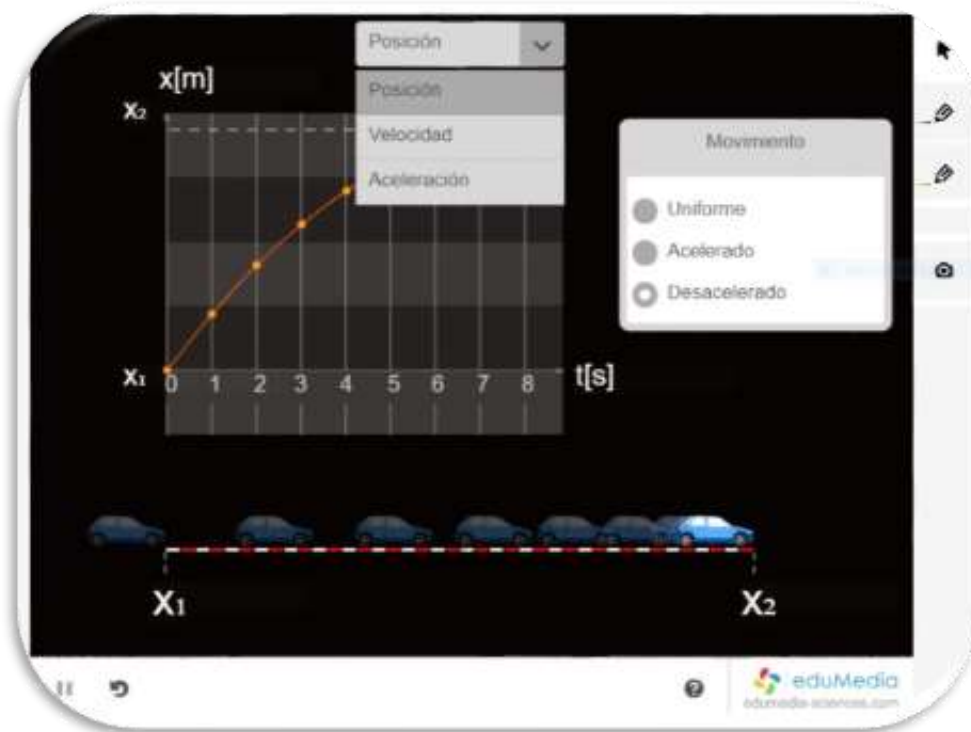 Posición
Posición
Velocidad
Aceleración
x[m]
X₂
X₁
0 1 2 3 4 5 6 7 8
t[s]
Movimiento
Uniforme
Acelerado
Desacelerado
X₁
X₂
eduMedia
edumedia-sciences.com